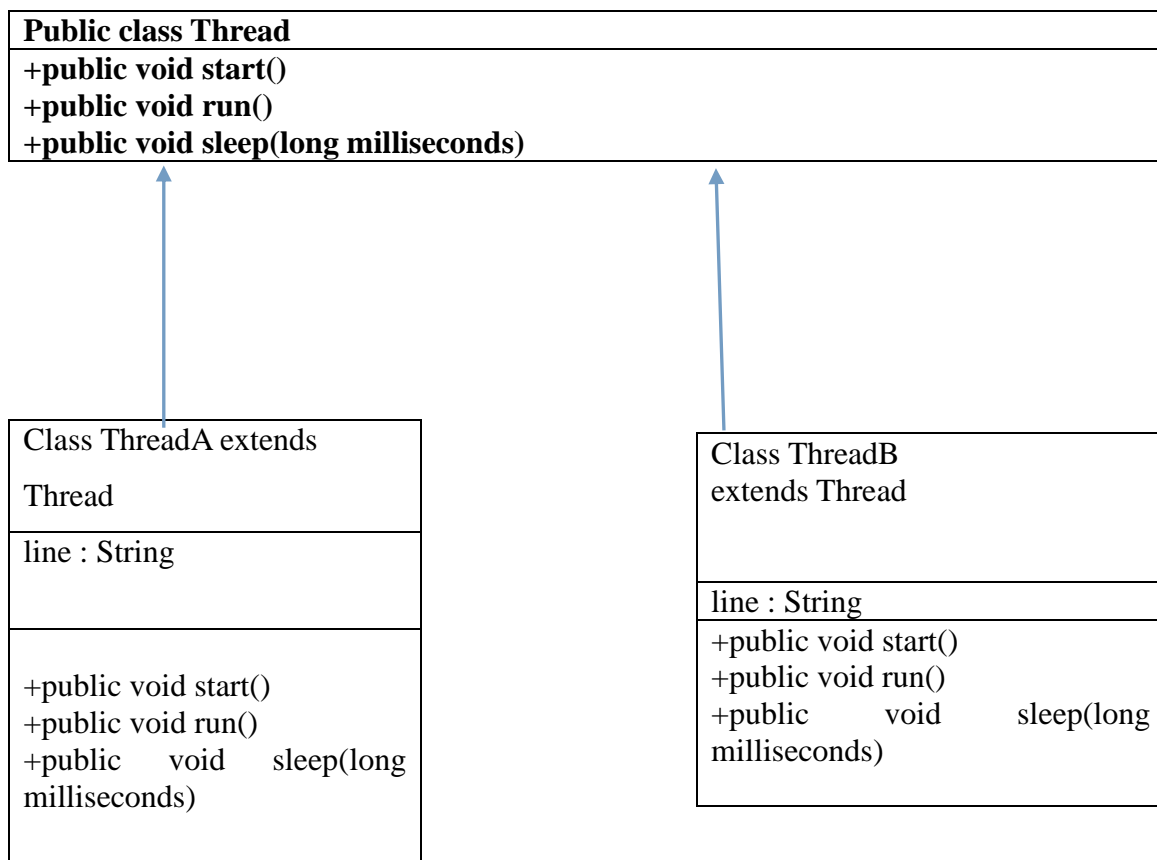 Public class Thread
+public void start()
+public void run()
+public void sleep(long milliseconds)
Class ThreadA extends
Thread
line : String
+public void start()
+public void run()
+public void sleep(long
milliseconds)
Class ThreadB
extends Thread
line : String
+public void start()
+public void run()
+public void sleep(long
milliseconds)